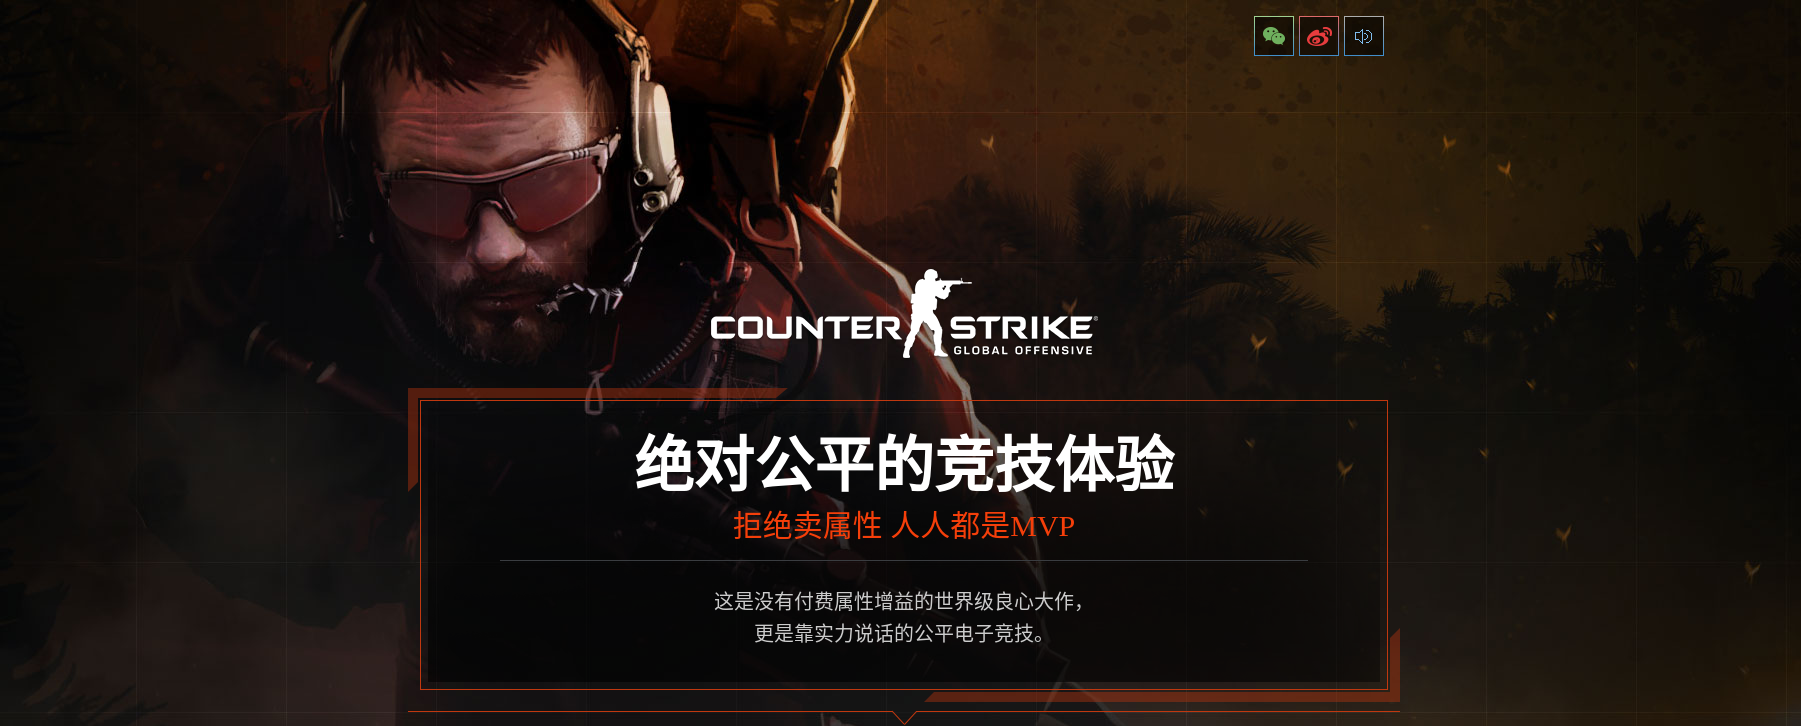 COUNTER STRIKE®
GLOBAL OFFENSIVE
绝对公平的竞技体验
拒绝卖属性 人人都是MVP
这是没有付费属性增益的世界级良心大作，
更是靠实力说话的公平电子竞技。